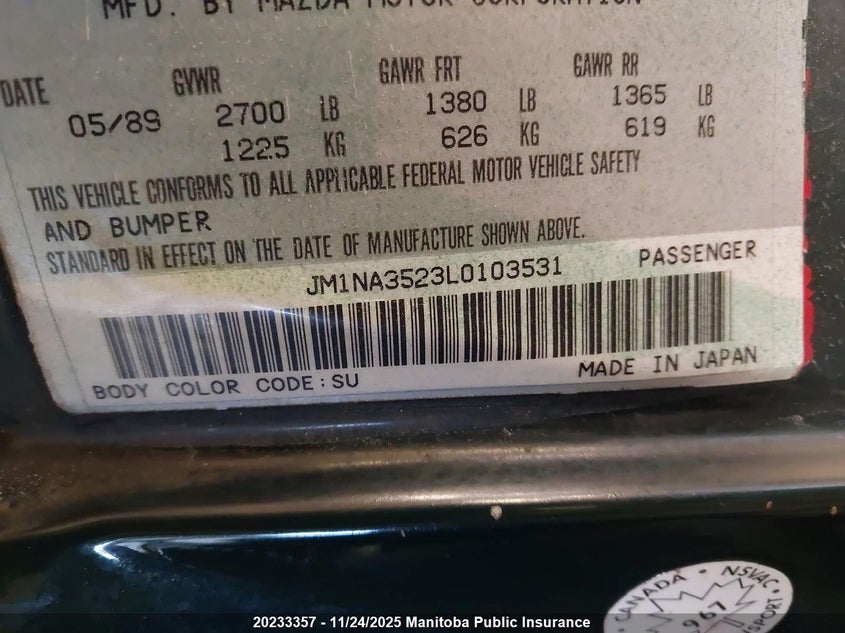 MFD. BY MAZDA MOTOR CORPORATION
DATE GVWR GAWR FRT GAWR RR
05/89 2700 LB 1380 LB 1365 LB
1225 KG 626 KG 619 KG
THIS VEHICLE CONFORMS TO ALL APPLICABLE FEDERAL MOTOR VEHICLE SAFETY
AND BUMPER
STANDARD IN EFFECT ON THE DATE OF MANUFACTURE SHOWN ABOVE.
JM1NA3523L0103531 PASSENGER
BODY COLOR CODE:SU MADE IN JAPAN
CANADA • NSVAC
967
20233357 - 11/24/2025 Manitoba Public Insurance